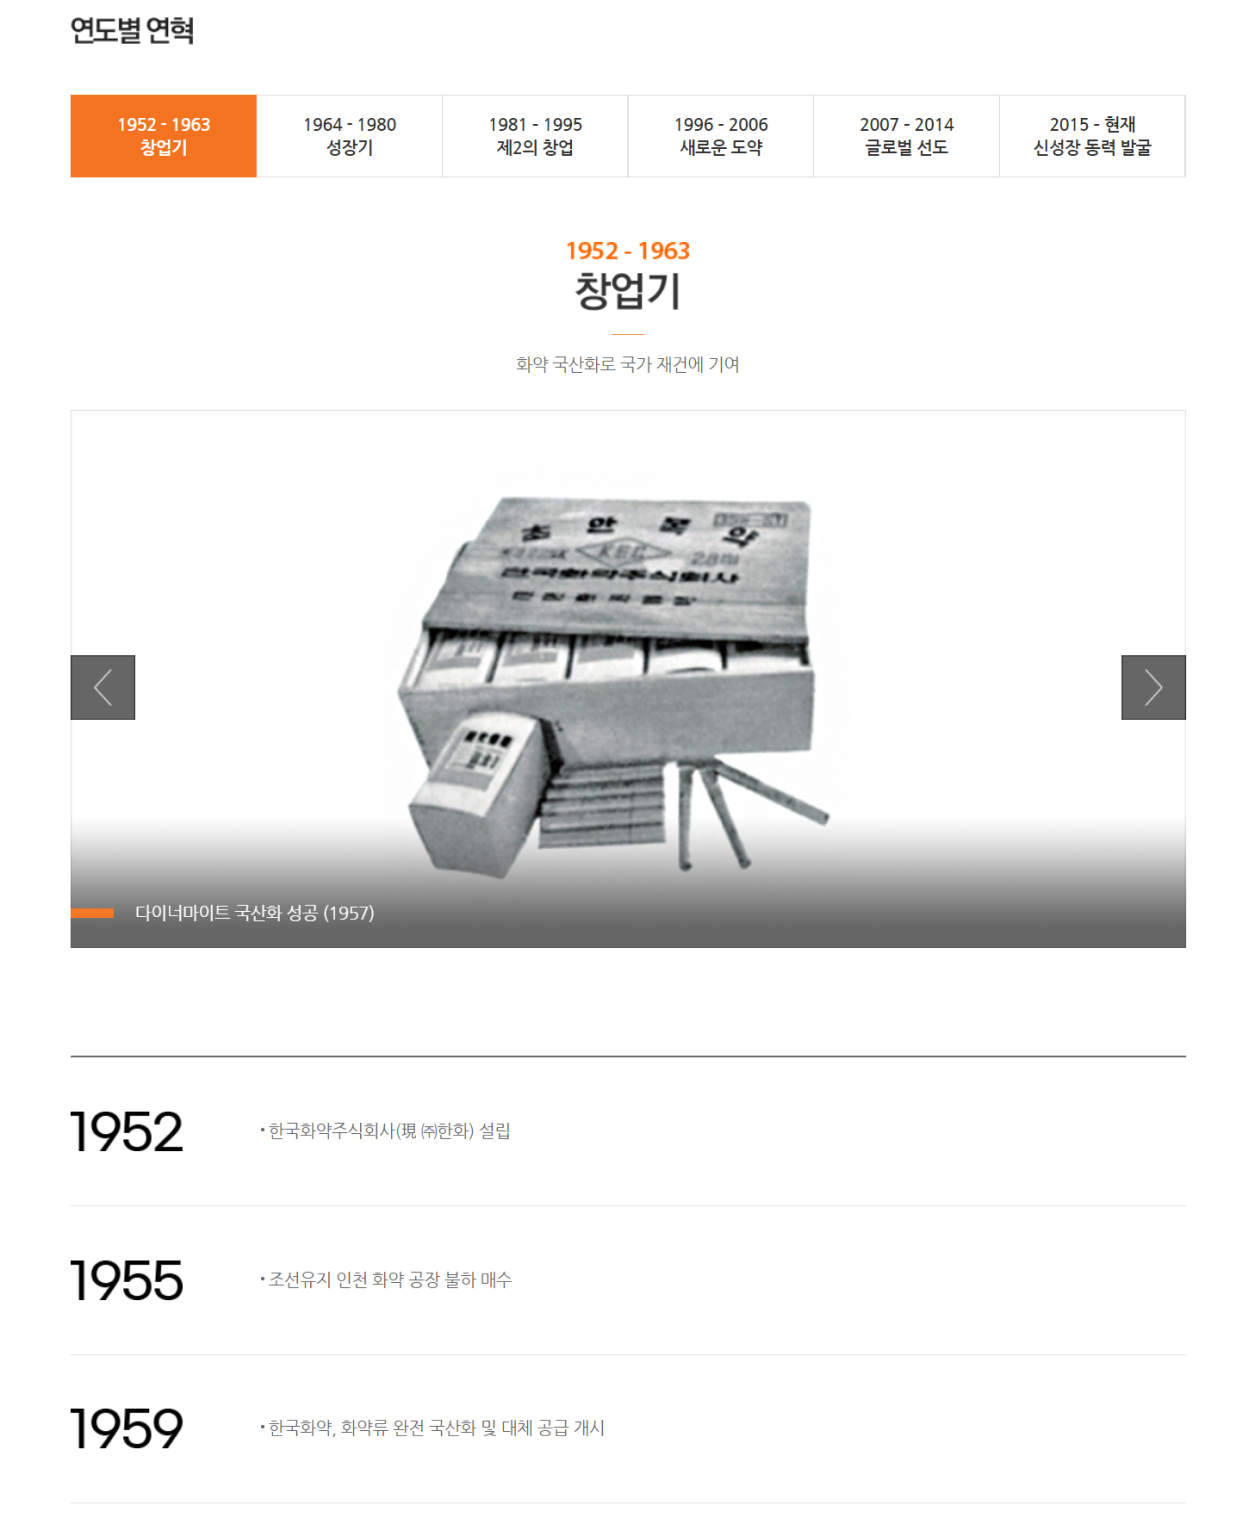 연도별 연혁
1952 - 1963
창업기
1964 - 1980
성장기
1981 - 1995
제2의 창업
1996 - 2006
새로운 도약
2007 - 2014
글로벌 선도
2015 - 현재
신성장 동력 발굴
1952 - 1963
창업기
화약 국산화로 국가 재건에 기여
초안폭약
KEC
한국화약주식회사
인천화약공장
다이너마이트 국산화 성공 (1957)
1952
• 한국화약주식회사(現 ㈜한화) 설립
1955
• 조선유지 인천 화약 공장 불하 매수
1959
• 한국화약, 화약류 완전 국산화 및 대체 공급 개시